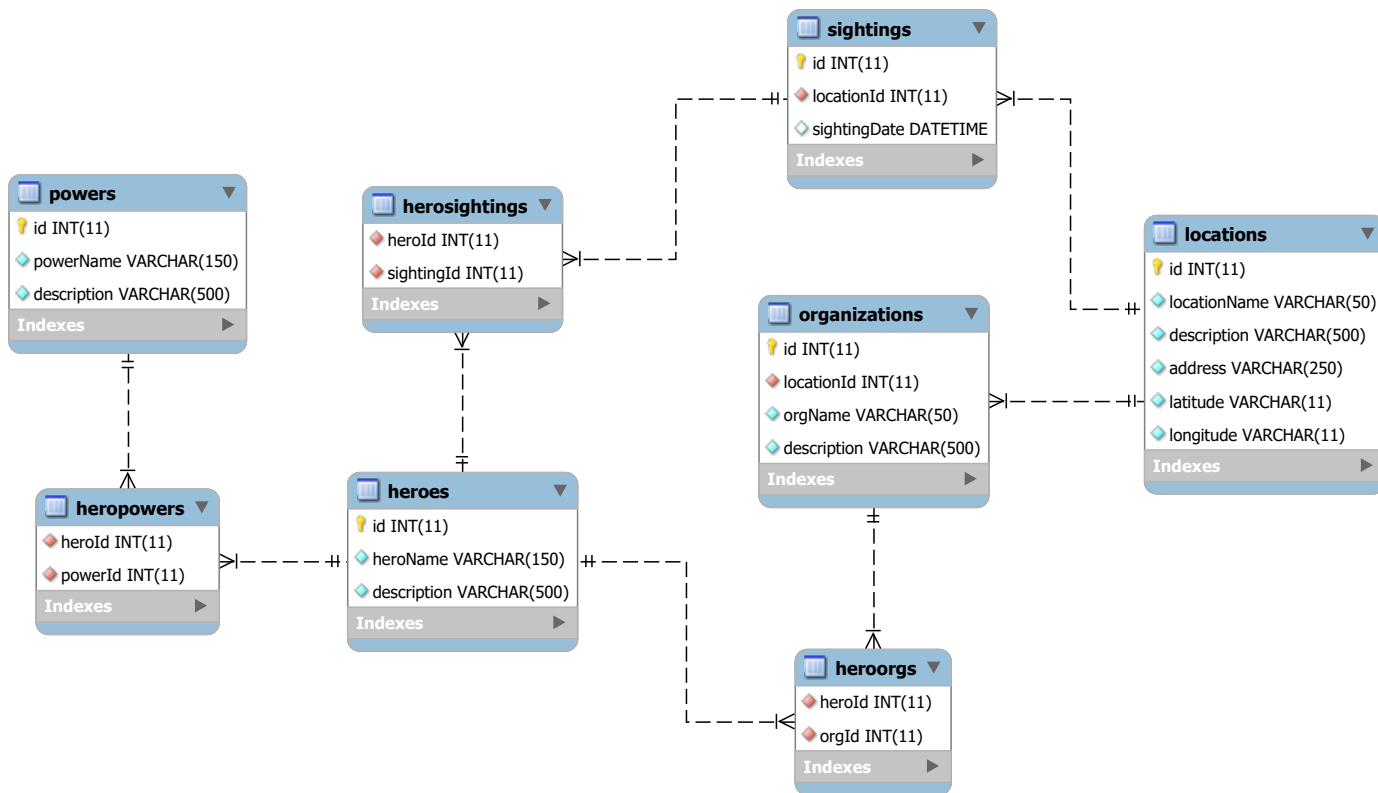 sightings
id INT(11)
locationId INT(11)
sightingDate DATETIME
Indexes
powers
id INT(11)
powerName VARCHAR(150)
description VARCHAR(500)
Indexes
herosightings
heroId INT(11)
sightingId INT(11)
Indexes
locations
id INT(11)
locationName VARCHAR(50)
description VARCHAR(500)
address VARCHAR(250)
latitude VARCHAR(11)
longitude VARCHAR(11)
Indexes
organizations
id INT(11)
locationId INT(11)
orgName VARCHAR(50)
description VARCHAR(500)
Indexes
heropowers
heroId INT(11)
powerId INT(11)
Indexes
heroes
id INT(11)
heroName VARCHAR(150)
description VARCHAR(500)
Indexes
heroorgs
heroId INT(11)
orgId INT(11)
Indexes